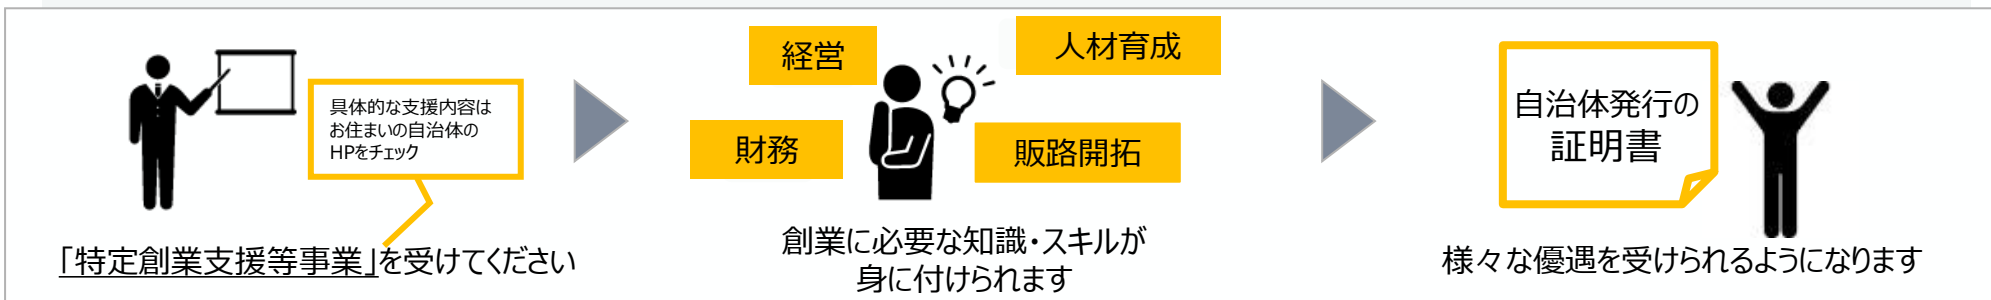 具体的な支援内容は
お住まいの自治体の
HPをチェック
「特定創業支援等事業」を受けてください
経営
人材育成
財務
販路開拓
創業に必要な知識・スキルが
身に付けられます
自治体発行の
証明書
様々な優遇を受けられるようになります